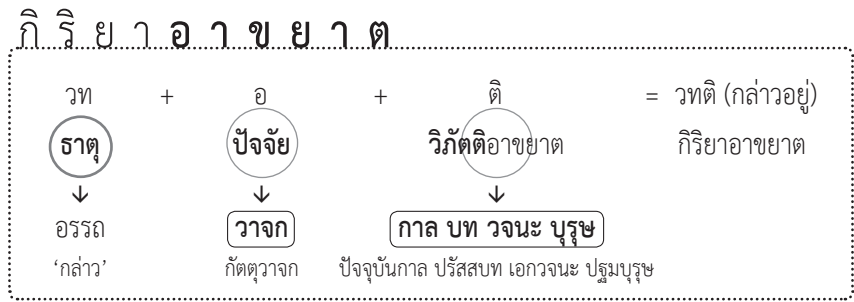 กิริยาอาขยาต
วท + อ + ติ = วทติ (กล่าวอยู่)
ธาตุ ปัจจัย วิภัตติอาขยาต กิริยาอาขยาต
อรรถ วาจก กาล บท วจนะ บุรุษ
‘กล่าว’ กัตตุวาจก ปัจจุบันกาล ปรัสสบท เอกวจนะ ปฐมบุรุษ